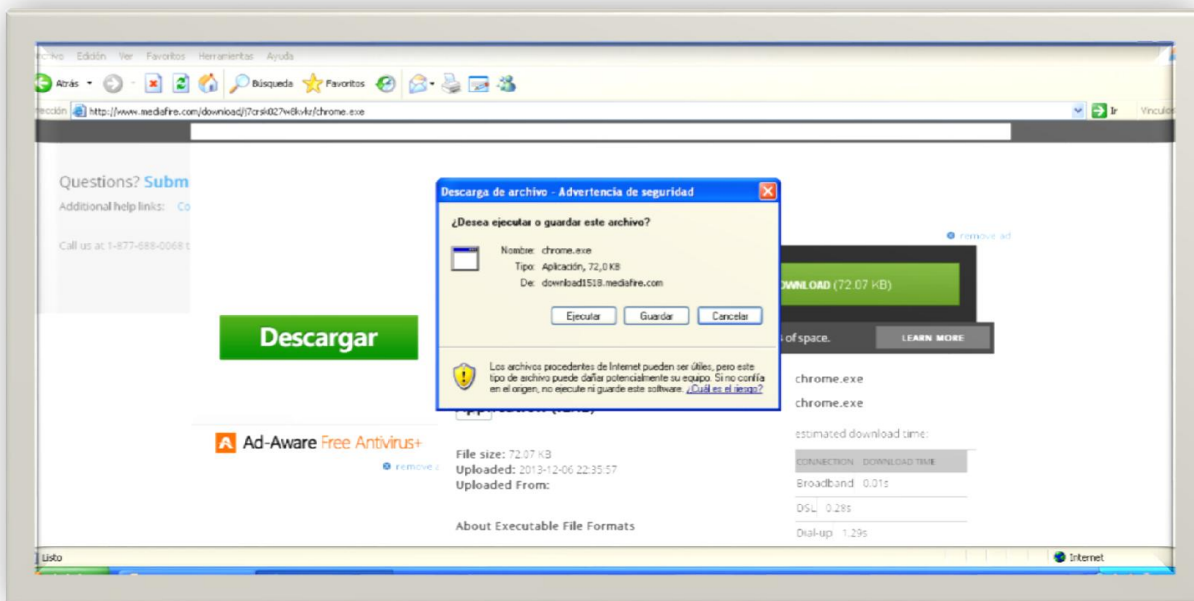 Edición Ver Favoritos Herramientas Ayuda
Atrás Búsqueda Favoritos
http://www.mediafire.com/download/j7crsk027w8kvkr/chrome.exe Ir Vínculos
Questions? Subm
Additional help links: Co
Call us at 1-877-688-0068 t
Descargar
Ad-Aware Free Antivirus+
remove
Descarga de archivo - Advertencia de seguridad
¿Desea ejecutar o guardar este archivo?
Nombre: chrome.exe
Tipo: Aplicación, 72,0 KB
De: download1518.mediafire.com
Ejecutar Guardar Cancelar
Los archivos procedentes de Internet pueden ser útiles, pero este
tipo de archivo puede dañar potencialmente su equipo. Si no confía
en el origen, no ejecute ni guarde este software. ¿Cuál es el riesgo?
File size: 72.07 KB
Uploaded: 2013-12-06 22:35:57
Uploaded From:
About Executable File Formats
remove ad
OWNLOAD (72.07 KB)
of space. LEARN MORE
chrome.exe
chrome.exe
estimated download time:
CONNECTION DOWNLOAD TIME
Broadband 0.01s
DSL 0.28s
Dial-up 1.29s
Listo Internet